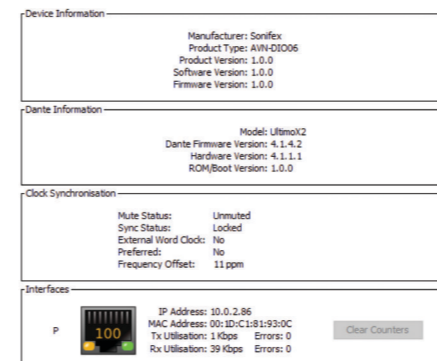 Device Information
Manufacturer: Sonifex
Product Type: AVN-DIO06
Product Version: 1.0.0
Software Version: 1.0.0
Firmware Version: 1.0.0
Dante Information
Model: UltimoX2
Dante Firmware Version: 4.1.4.2
Hardware Version: 4.1.1.1
ROM/Boot Version: 1.0.0
Clock Synchronisation
Mute Status: Unmuted
Sync Status: Locked
External Word Clock: No
Preferred: No
Frequency Offset: 11 ppm
Interfaces
P 100
IP Address: 10.0.2.86
MAC Address: 00:1D:C1:81:93:0C
Tx Utilisation: 1 Kbps Errors: 0
Rx Utilisation: 39 Kbps Errors: 0
Clear Counters